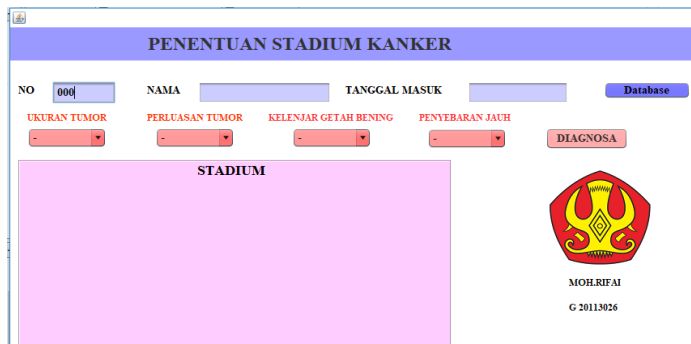 PENENTUAN STADIUM KANKER
NO 000 NAMA TANGGAL MASUK Database
UKURAN TUMOR PERLUASAN TUMOR KELENJAR GETAH BENING PENYEBARAN JAUH
- - - - DIAGNOSA
STADIUM
MOH.RIFAI
G 20113026